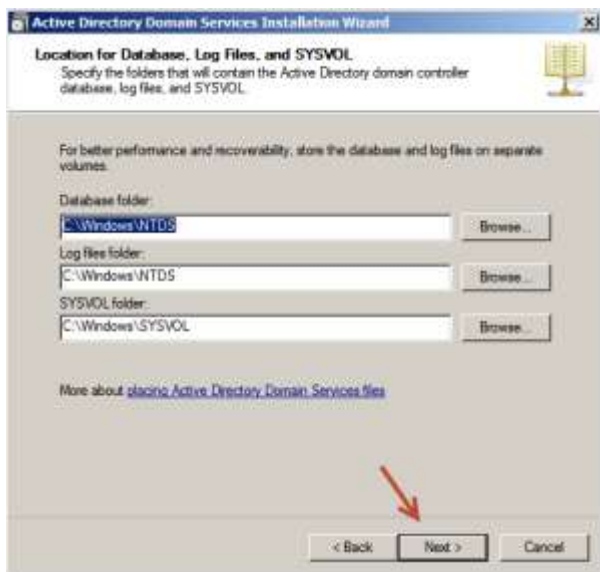 Active Directory Domain Services Installation Wizard
Location for Database, Log Files, and SYSVOL
Specify the folders that will contain the Active Directory domain controller
database, log files, and SYSVOL.
For better performance and recoverability, store the database and log files on separate
volumes.
Database folder:
C:\Windows\NTDS
Browse...
Log files folder:
C:\Windows\NTDS
Browse...
SYSVOL folder:
C:\Windows\SYSVOL
Browse...
More about placing Active Directory Domain Services files
< Back Next > Cancel